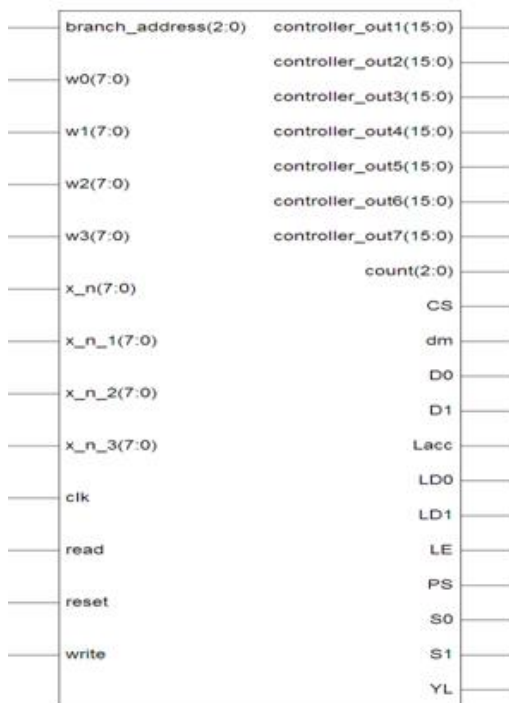 branch_address(2:0)
w0(7:0)
w1(7:0)
w2(7:0)
w3(7:0)
x_n(7:0)
x_n_1(7:0)
x_n_2(7:0)
x_n_3(7:0)
clk
read
reset
write
controller_out1(15:0)
controller_out2(15:0)
controller_out3(15:0)
controller_out4(15:0)
controller_out5(15:0)
controller_out6(15:0)
controller_out7(15:0)
count(2:0)
CS
dm
D0
D1
Lacc
LD0
LD1
LE
PS
S0
S1
YL